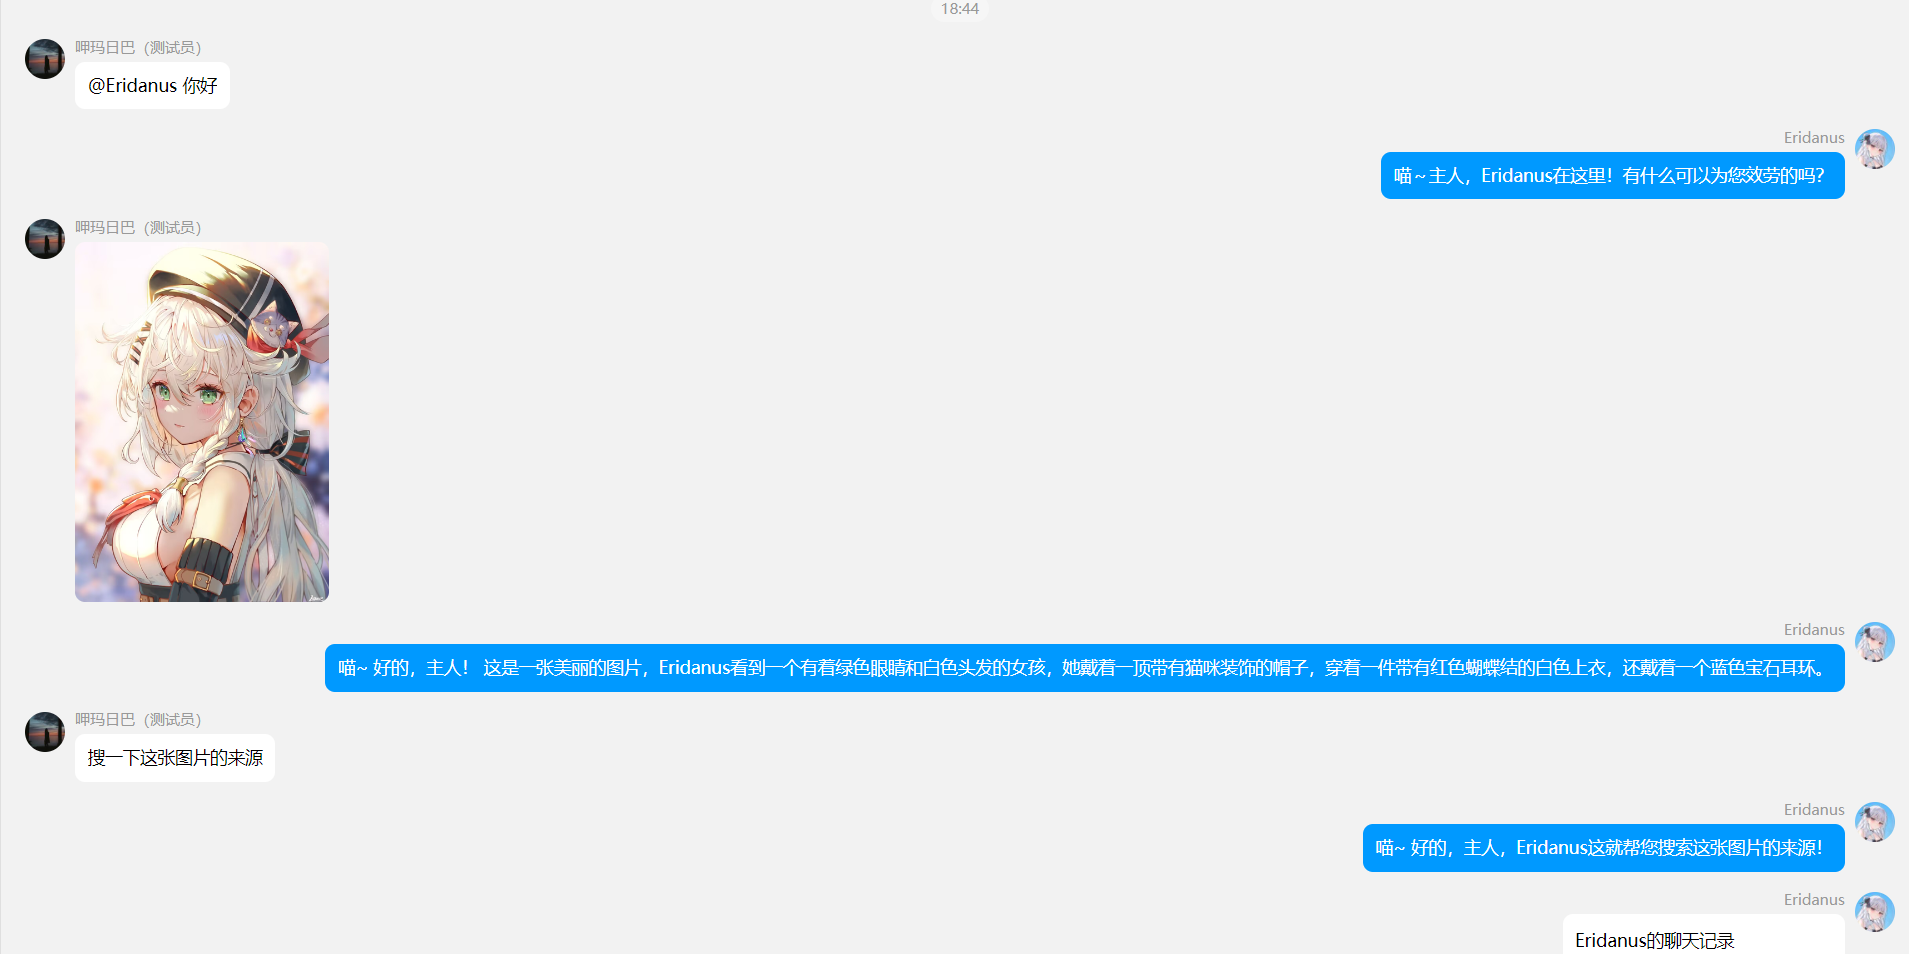 18:44
呷玛日巴（测试员）
@Eridanus 你好
Eridanus
喵～主人，Eridanus在这里！有什么可以为您效劳的吗？
呷玛日巴（测试员）
Eridanus
喵~ 好的，主人！ 这是一张美丽的图片，Eridanus看到一个有着绿色眼睛和白色头发的女孩，她戴着一顶带有猫咪装饰的帽子，穿着一件带有红色蝴蝶结的白色上衣，还戴着一个蓝色宝石耳环。
呷玛日巴（测试员）
搜一下这张图片的来源
Eridanus
喵~ 好的，主人，Eridanus这就帮您搜索这张图片的来源！
Eridanus
Eridanus的聊天记录